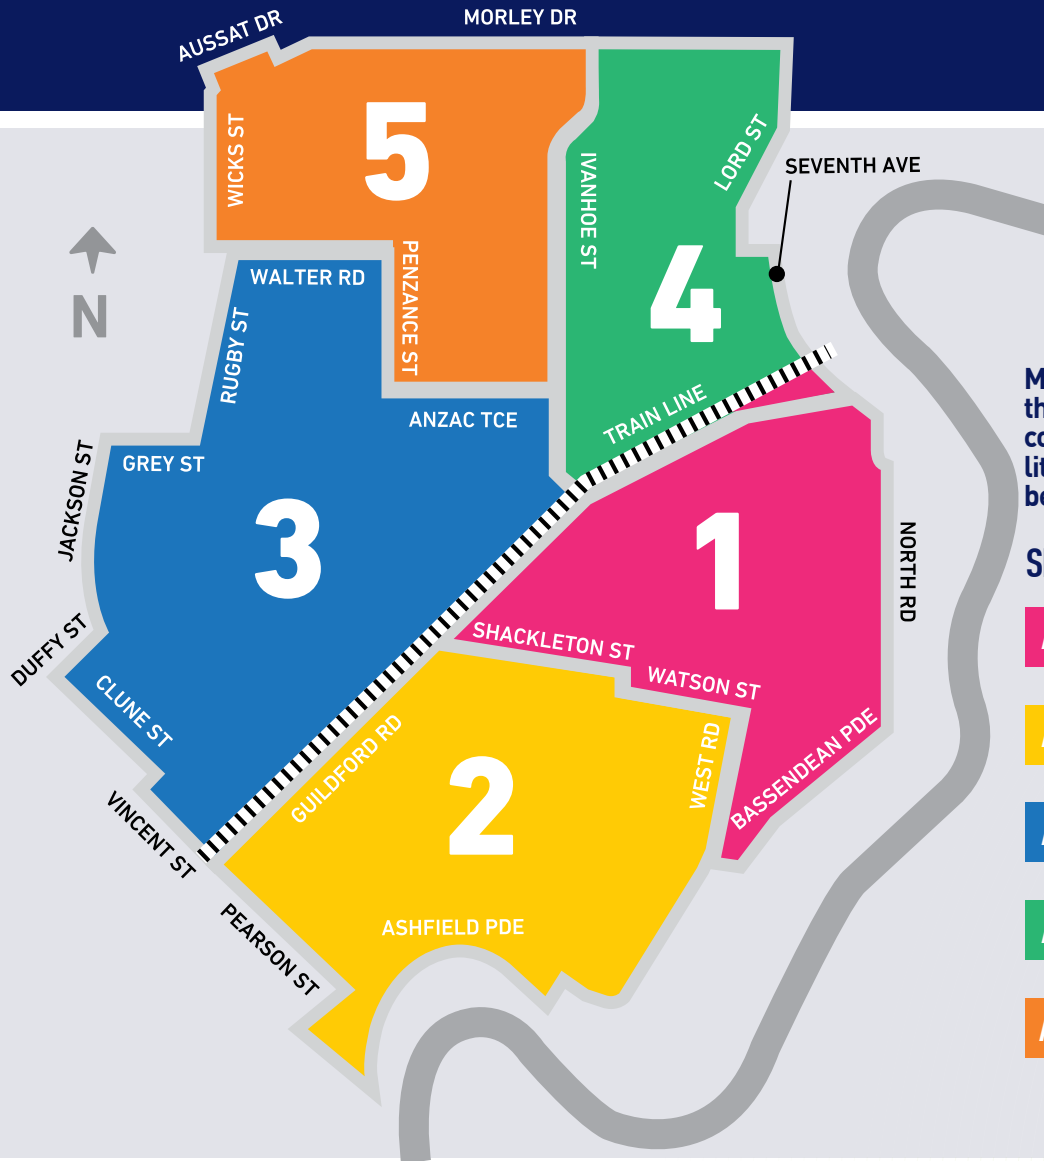 MORLEY DR
AUSSAT DR
WICKS ST
5
IVANHOE ST
LORD ST
SEVENTH AVE
N
WALTER RD
PENZANCE ST
4
RUGBY ST
TRAIN LINE
ANZAC TCE
GREY ST
JACKSON ST
3
1
NORTH RD
DUFFY ST
SHACKLETON ST
WATSON ST
CLUNE ST
GUILDFORD RD
WEST RD
BASSENDEAN PDE
2
VINCENT ST
ASHFIELD PDE
PEARSON ST